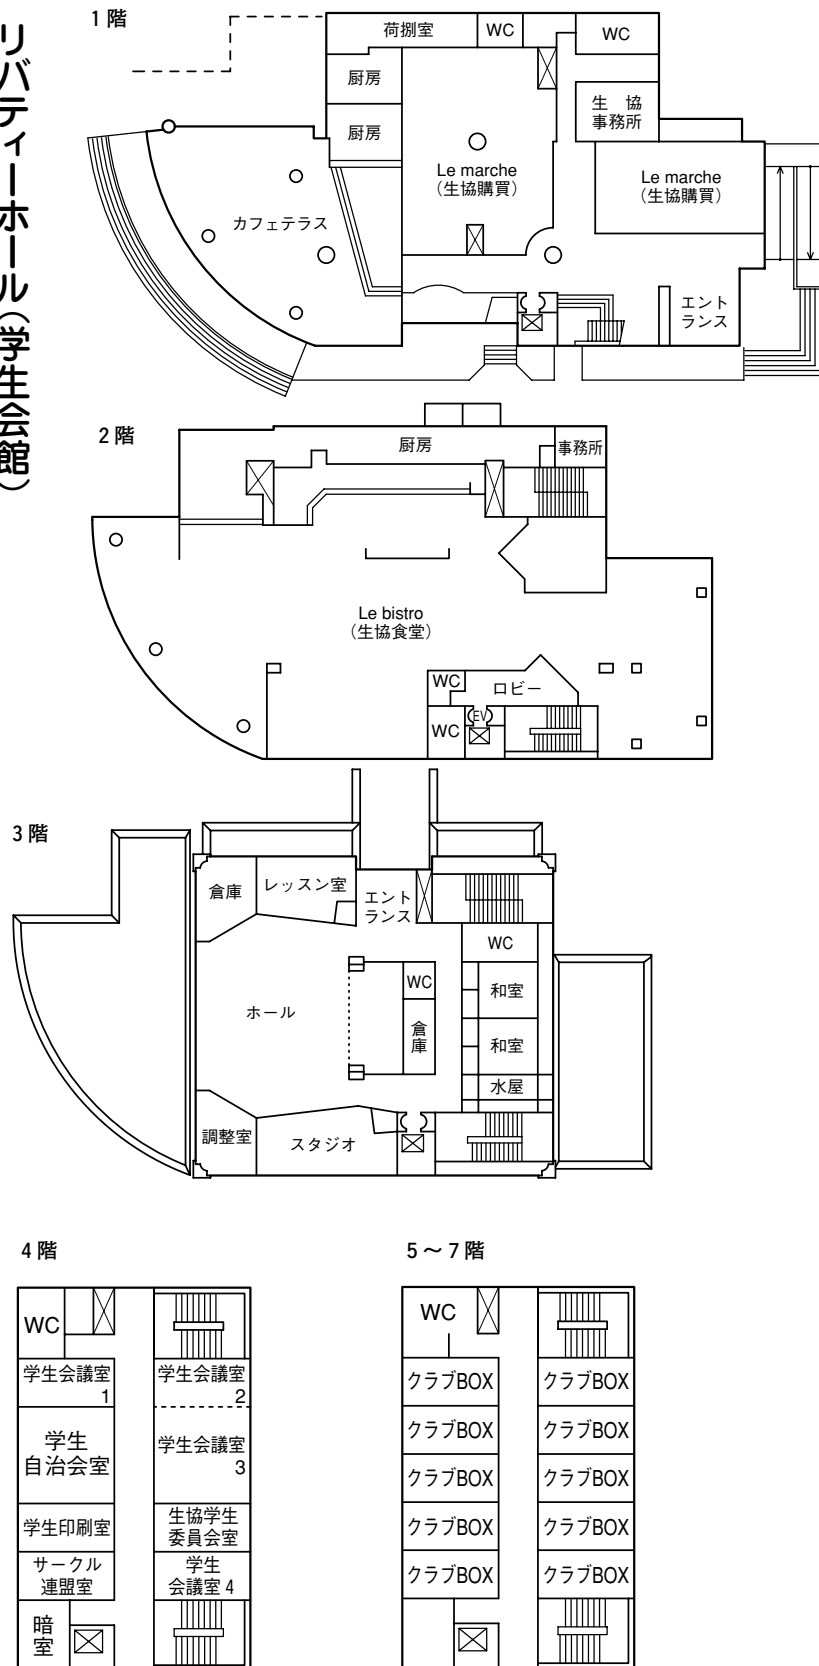 リバティーホール（学生会館）
1階
荷捌室
WC
WC
厨房
厨房
生　協
事務所
Le marche
（生協購買）
Le marche
（生協購買）
カフェテラス
エント
ランス
2階
厨房
事務所
Le bistro
（生協食堂）
WC
ロビー
EV
WC
3階
倉庫
レッスン室
エント
ランス
WC
WC
和室
ホール
倉庫
和室
水屋
調整室
スタジオ
4階
WC
学生会議室
1
学生会議室
2
学生
自治会室
学生会議室
3
学生印刷室
生協学生
委員会室
サークル
連盟室
学生
会議室 4
暗室
5～7階
WC
クラブBOX
クラブBOX
クラブBOX
クラブBOX
クラブBOX
クラブBOX
クラブBOX
クラブBOX
クラブBOX
クラブBOX